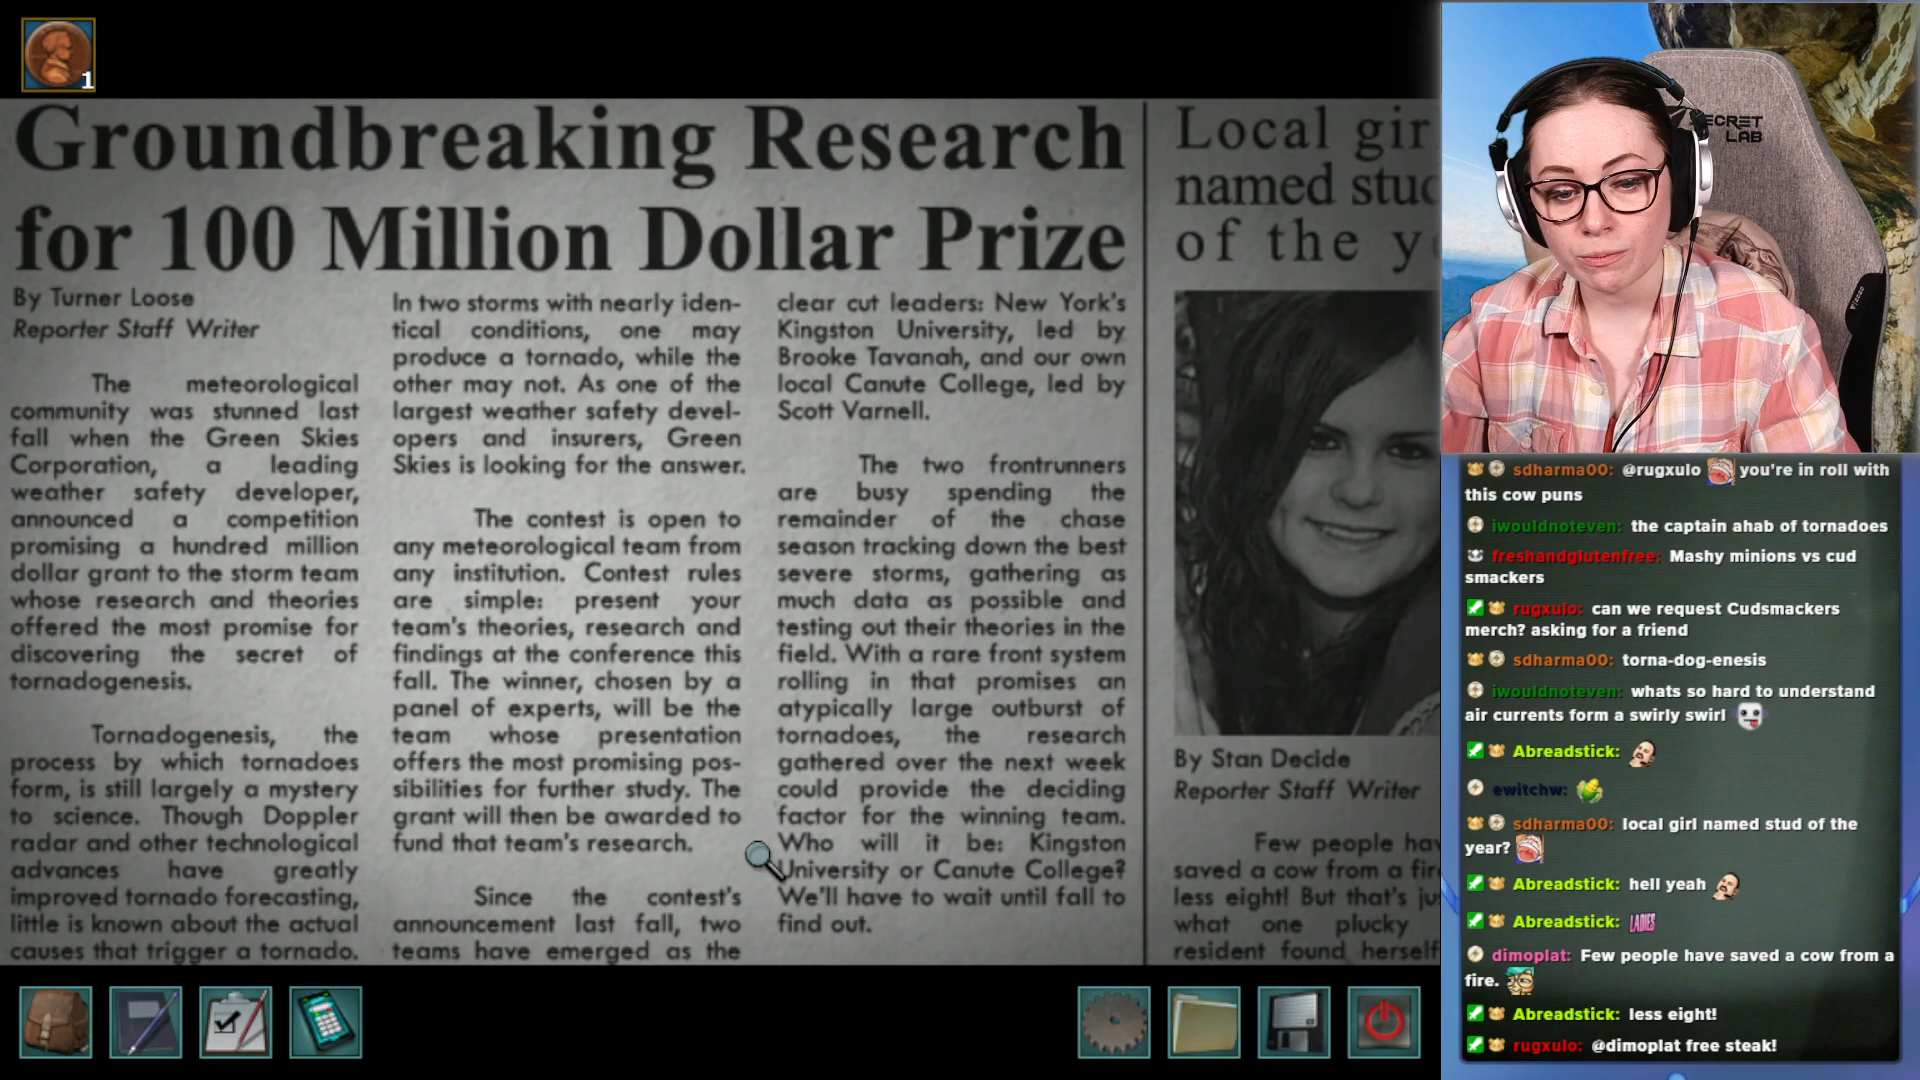 1
Groundbreaking Research
for 100 Million Dollar Prize
By Turner Loose
Reporter Staff Writer
The meteorological
community was stunned last
fall when the Green Skies
Corporation, a leading
weather safety developer,
announced a competition
promising a hundred million
dollar grant to the storm team
whose research and theories
offered the most promise for
discovering the secret of
tornadogenesis.
Tornadogenesis, the
process by which tornadoes
form, is still largely a mystery
to science. Though Doppler
radar and other technological
advances have greatly
improved tornado forecasting,
little is known about the actual
causes that trigger a tornado.
In two storms with nearly iden-
tical conditions, one may
produce a tornado, while the
other may not. As one of the
largest weather safety devel-
opers and insurers, Green
Skies is looking for the answer.
The contest is open to
any meteorological team from
any institution. Contest rules
are simple: present your
team's theories, research and
findings at the conference this
fall. The winner, chosen by a
panel of experts, will be the
team whose presentation
offers the most promising pos-
sibilities for further study. The
grant will then be awarded to
fund that team's research.
Since the contest's
announcement last fall, two
teams have emerged as the
clear cut leaders: New York's
Kingston University, led by
Brooke Tavanah, and our own
local Canute College, led by
Scott Varnell.
The two frontrunners
are busy spending the
remainder of the chase
season tracking down the best
severe storms, gathering as
much data as possible and
testing out their theories in the
field. With a rare front system
rolling in that promises an
atypically large outburst of
tornadoes, the research
gathered over the next week
could provide the deciding
factor for the winning team.
Who will it be: Kingston
University or Canute College?
We'll have to wait until fall to
find out.
Local gir
named stud
of the ye
By Stan Decide
Reporter Staff Writer
Few people hav
saved a cow from a fire
less eight! But that's jus
what one plucky
resident found herself
SECRET
LAB
sdharma00: @rugxulo you're in roll with
this cow puns
iwouldnoteven: the captain ahab of tornadoes
freshandglutenfree: Mashy minions vs cud
smackers
rugxulo: can we request Cudsmackers
merch? asking for a friend
sdharma00: torna-dog-enesis
iwouldnoteven: whats so hard to understand
air currents form a swirly swirl
Abreadstick:
ewitchw:
sdharma00: local girl named stud of the
year?
Abreadstick: hell yeah
Abreadstick: LADIES
dimoplat: Few people have saved a cow from a
fire.
Abreadstick: less eight!
rugxulo: @dimoplat free steak!